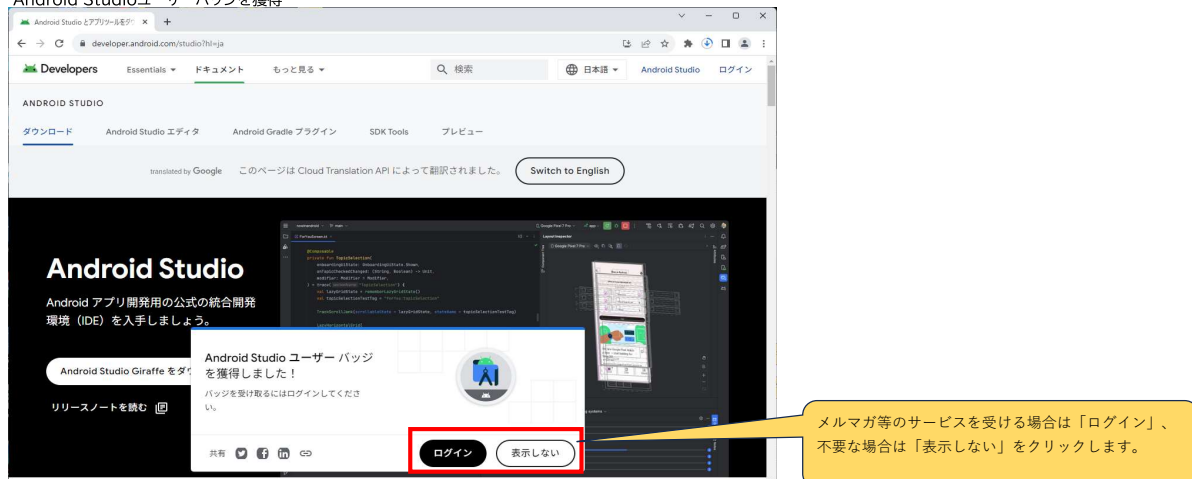 Android Studioユーザーバッジを獲得
Android Studio とアプリツールをダウ
developer.android.com/studio?hl=ja
Developers Essentials ドキュメント もっと見る 検索 日本語 Android Studio ログイン
ANDROID STUDIO
ダウンロード Android Studio エディタ Android Gradle プラグイン SDK Tools プレビュー
translated by Google このページは Cloud Translation API によって翻訳されました。 Switch to English
Android Studio
Android アプリ開発用の公式の統合開発
環境（IDE）を入手しましょう。
Android Studio Giraffe をダ
リリースノートを読む
Android Studio ユーザー バッジ
を獲得しました！
バッジを受け取るにはログインしてくださ
い。
共有 ログイン 表示しない
メルマガ等のサービスを受ける場合は「ログイン」、
不要な場合は「表示しない」をクリックします。